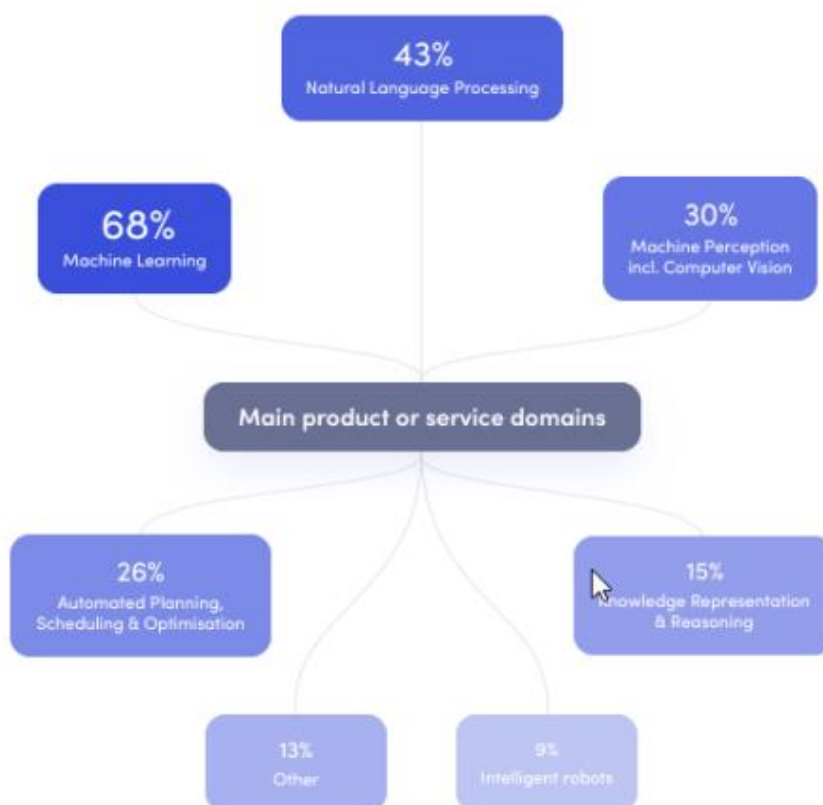 43%
Natural Language Processing
68%
Machine Learning
30%
Machine Perception
incl. Computer Vision
Main product or service domains
26%
Automated Planning,
Scheduling & Optimisation
15%
Knowledge Representation
& Reasoning
13%
Other
9%
Intelligent robots